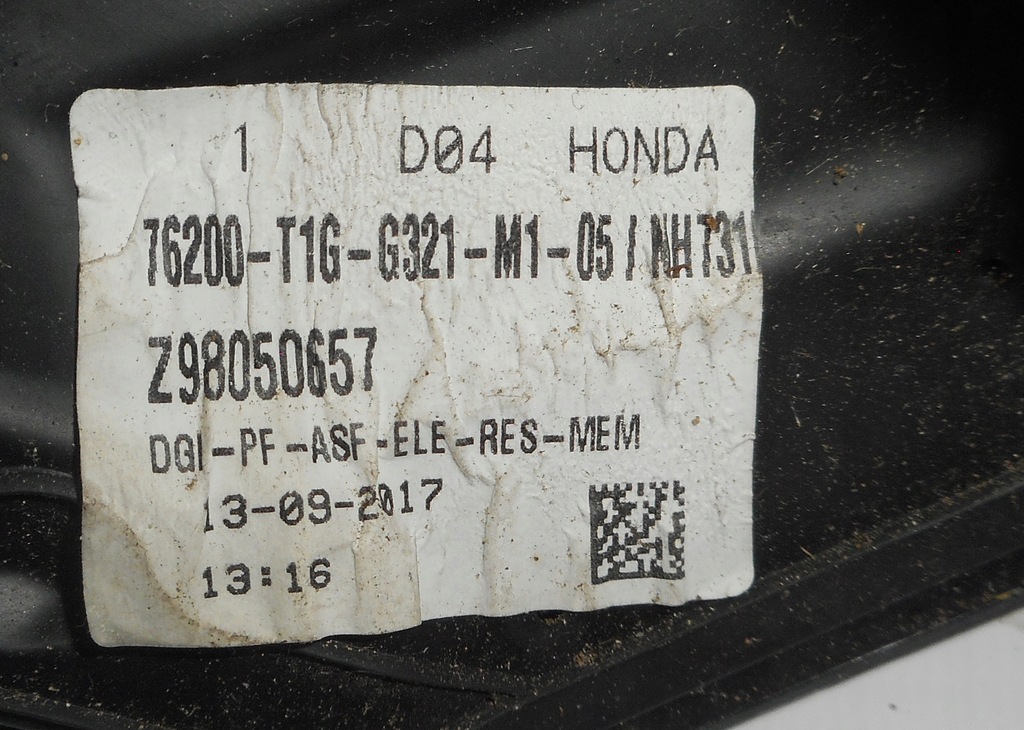 1 D04 HONDA
76200-T1G-G321-M1-05/NH731
Z98050657
DGI-PF-ASF-ELE-RES-MEM
13-09-2017
13:16